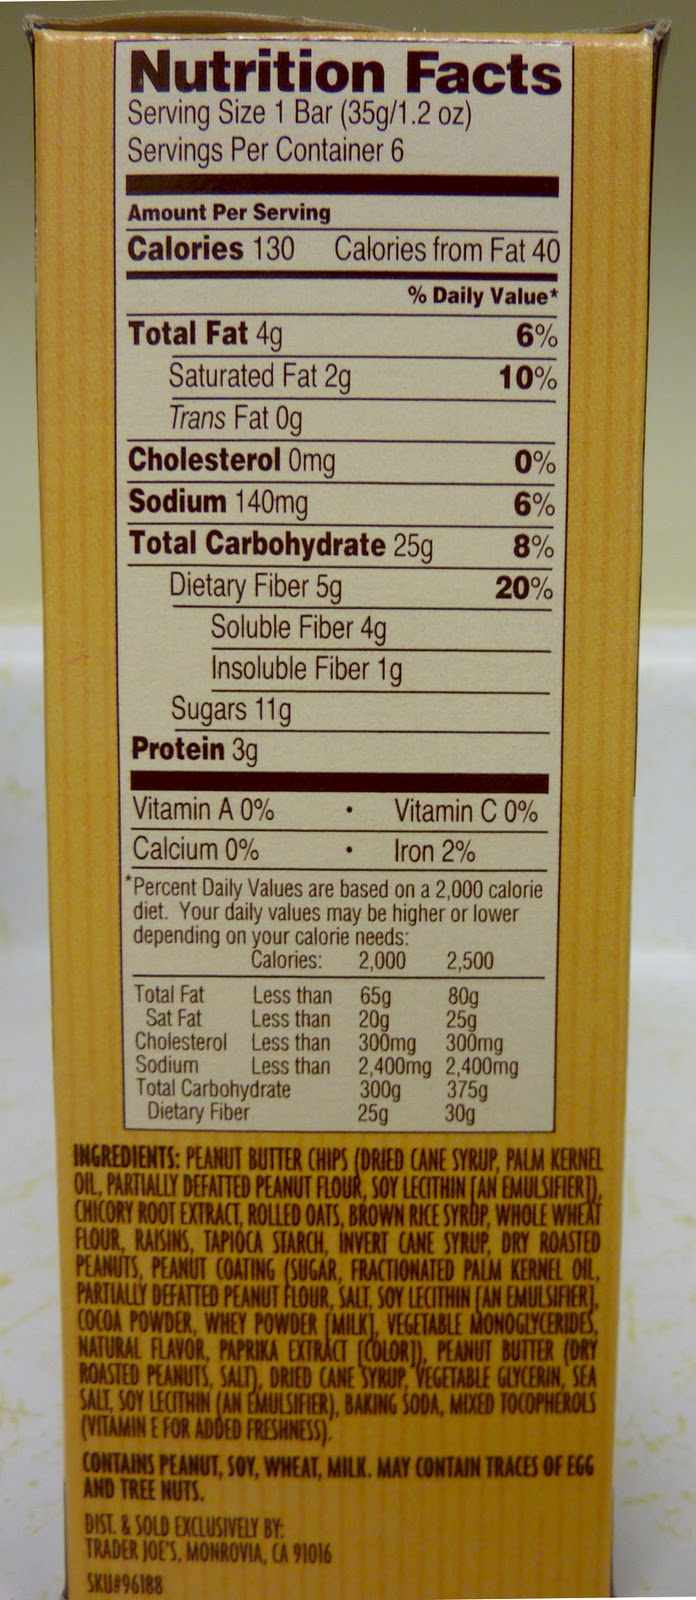 Nutrition Facts
Serving Size 1 Bar (35g/1.2 oz)
Servings Per Container 6
Amount Per Serving
Calories 130 Calories from Fat 40
% Daily Value*
Total Fat 4g 6%
Saturated Fat 2g 10%
Trans Fat 0g
Cholesterol 0mg 0%
Sodium 140mg 6%
Total Carbohydrate 25g 8%
Dietary Fiber 5g 20%
Soluble Fiber 4g
Insoluble Fiber 1g
Sugars 11g
Protein 3g
Vitamin A 0% • Vitamin C 0%
Calcium 0% • Iron 2%
*Percent Daily Values are based on a 2,000 calorie
diet. Your daily values may be higher or lower
depending on your calorie needs:
Calories: 2,000 2,500
Total Fat Less than 65g 80g
Sat Fat Less than 20g 25g
Cholesterol Less than 300mg 300mg
Sodium Less than 2,400mg 2,400mg
Total Carbohydrate 300g 375g
Dietary Fiber 25g 30g
INGREDIENTS: PEANUT BUTTER CHIPS (DRIED CANE SYRUP, PALM KERNEL
OIL, PARTIALLY DEFATTED PEANUT FLOUR, SOY LECITHIN [AN EMULSIFIER]),
CHICORY ROOT EXTRACT, ROLLED OATS, BROWN RICE SYRUP, WHOLE WHEAT
FLOUR, RAISINS, TAPIOCA STARCH, INVERT CANE SYRUP, DRY ROASTED
PEANUTS, PEANUT COATING (SUGAR, FRACTIONATED PALM KERNEL OIL,
PARTIALLY DEFATTED PEANUT FLOUR, SALT, SOY LECITHIN [AN EMULSIFIER],
COCOA POWDER, WHEY POWDER [MILK], VEGETABLE MONOGLYCERIDES,
NATURAL FLAVOR, PAPRIKA EXTRACT [COLOR]), PEANUT BUTTER (DRY
ROASTED PEANUTS, SALT), DRIED CANE SYRUP, VEGETABLE GLYCERIN, SEA
SALT, SOY LECITHIN (AN EMULSIFIER), BAKING SODA, MIXED TOCOPHEROLS
(VITAMIN E FOR ADDED FRESHNESS).
CONTAINS PEANUT, SOY, WHEAT, MILK. MAY CONTAIN TRACES OF EGG
AND TREE NUTS.
DIST. & SOLD EXCLUSIVELY BY:
TRADER JOE'S, MONROVIA, CA 91016
SKU#96188